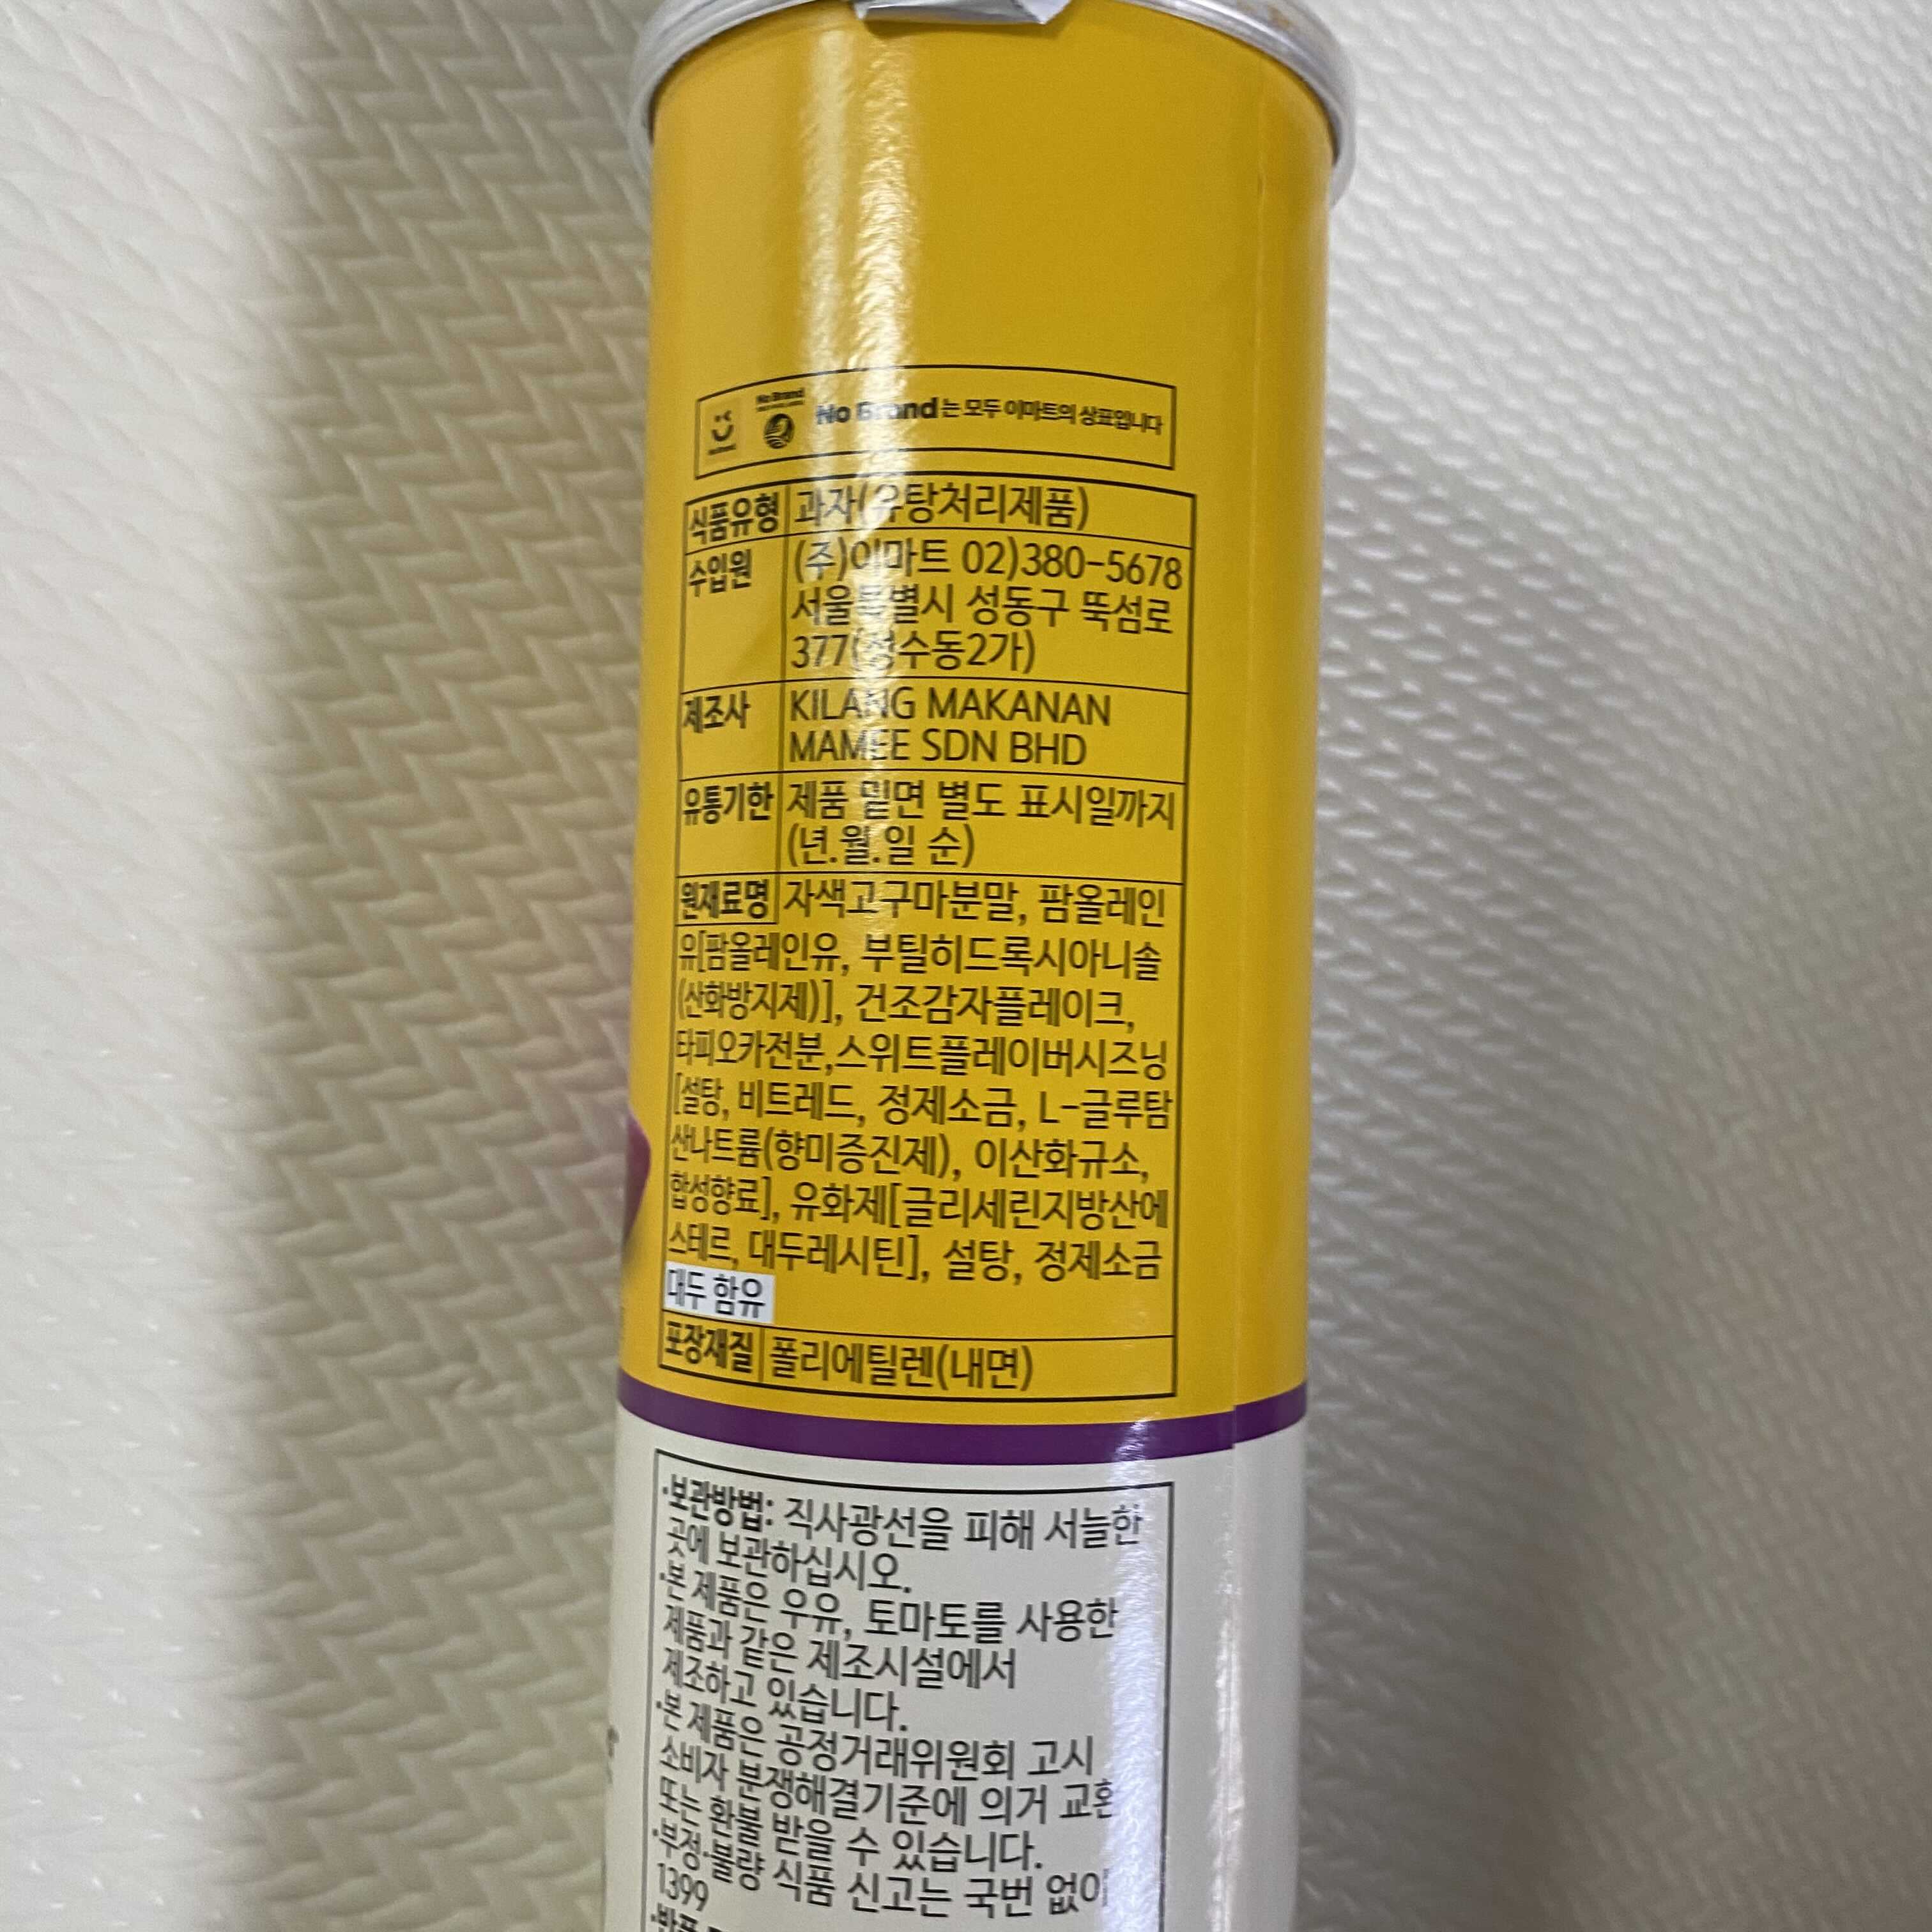 No Brand
No Brand는 모두 이마트의 상표입니다
식품유형 과자(유탕처리제품)
수입원 (주)이마트 02)380-5678
서울특별시 성동구 뚝섬로
377(성수동2가)
제조사 KILANG MAKANAN
MAMEE SDN BHD
유통기한 제품 밑면 별도 표시일까지
(년.월.일 순)
원재료명 자색고구마분말, 팜올레인
유[팜올레인유, 부틸히드록시아니솔
(산화방지제)], 건조감자플레이크,
타피오카전분,스위트플레이버시즈닝
[설탕, 비트레드, 정제소금, L-글루탐
산나트륨(향미증진제), 이산화규소,
합성향료], 유화제[글리세린지방산에
스테르, 대두레시틴], 설탕, 정제소금
대두 함유
포장재질 폴리에틸렌(내면)
·보관방법: 직사광선을 피해 서늘한
곳에 보관하십시오.
·본 제품은 우유, 토마토를 사용한
제품과 같은 제조시설에서
제조하고 있습니다.
·본 제품은 공정거래위원회 고시
소비자 분쟁해결기준에 의거 교환
또는 환불 받을 수 있습니다.
·부정·불량 식품 신고는 국번 없이
1399